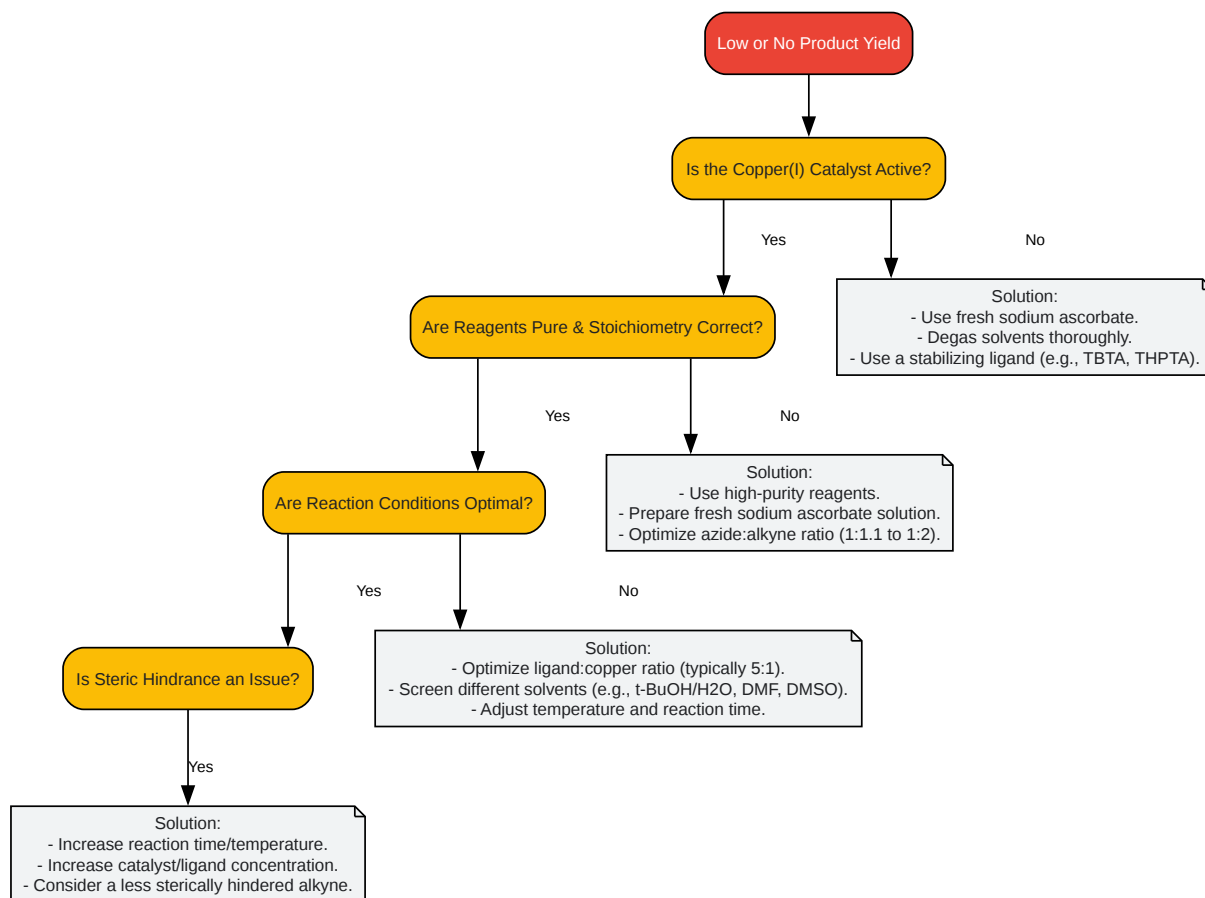 Low or No Product Yield
Is the Copper(I) Catalyst Active?
Yes
No
Solution:
- Use fresh sodium ascorbate.
- Degas solvents thoroughly.
- Use a stabilizing ligand (e.g., TBTA, THPTA).
Are Reagents Pure & Stoichiometry Correct?
Yes
No
Solution:
- Use high-purity reagents.
- Prepare fresh sodium ascorbate solution.
- Optimize azide:alkyne ratio (1:1.1 to 1:2).
Are Reaction Conditions Optimal?
Yes
No
Solution:
- Optimize ligand:copper ratio (typically 5:1).
- Screen different solvents (e.g., t-BuOH/H2O, DMF, DMSO).
- Adjust temperature and reaction time.
Is Steric Hindrance an Issue?
Yes
Solution:
- Increase reaction time/temperature.
- Increase catalyst/ligand concentration.
- Consider a less sterically hindered alkyne.